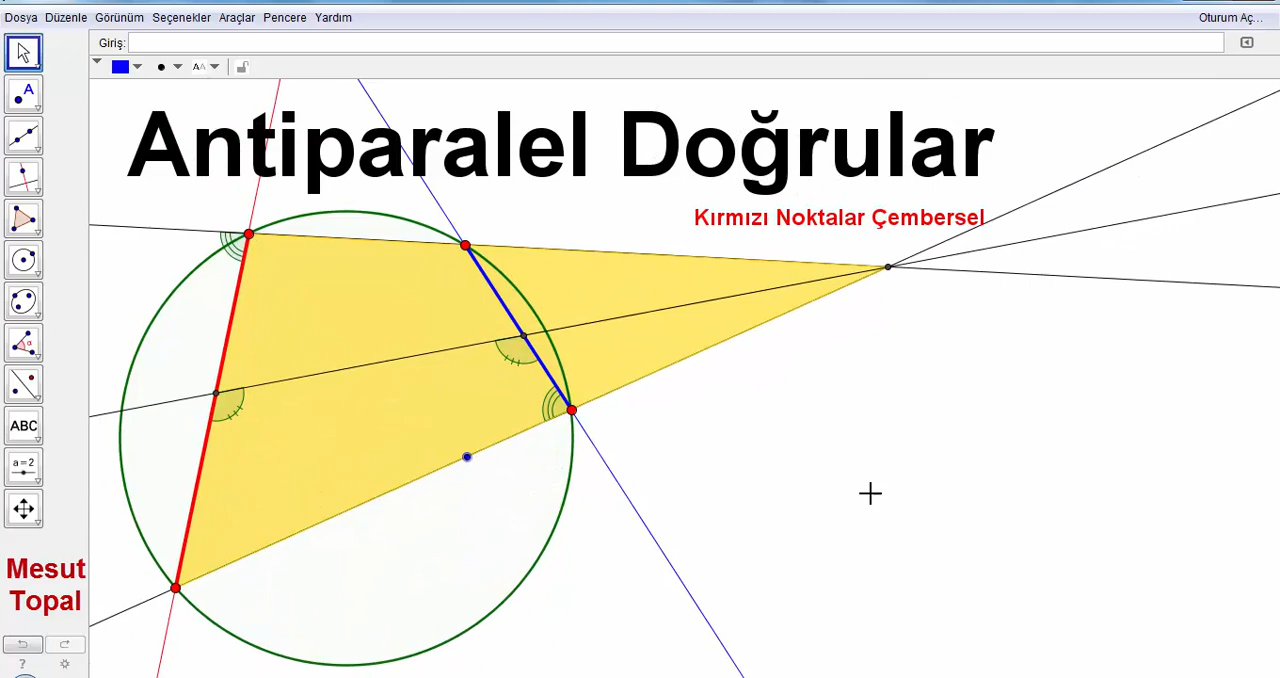 Dosya Düzenle Görünüm Seçenekler Araçlar Pencere Yardım Oturum Aç...
Giriş:
AA
Antiparalel Doğrular
Kırmızı Noktalar Çembersel
A
α
ABC
a=2
Mesut
Topal
?